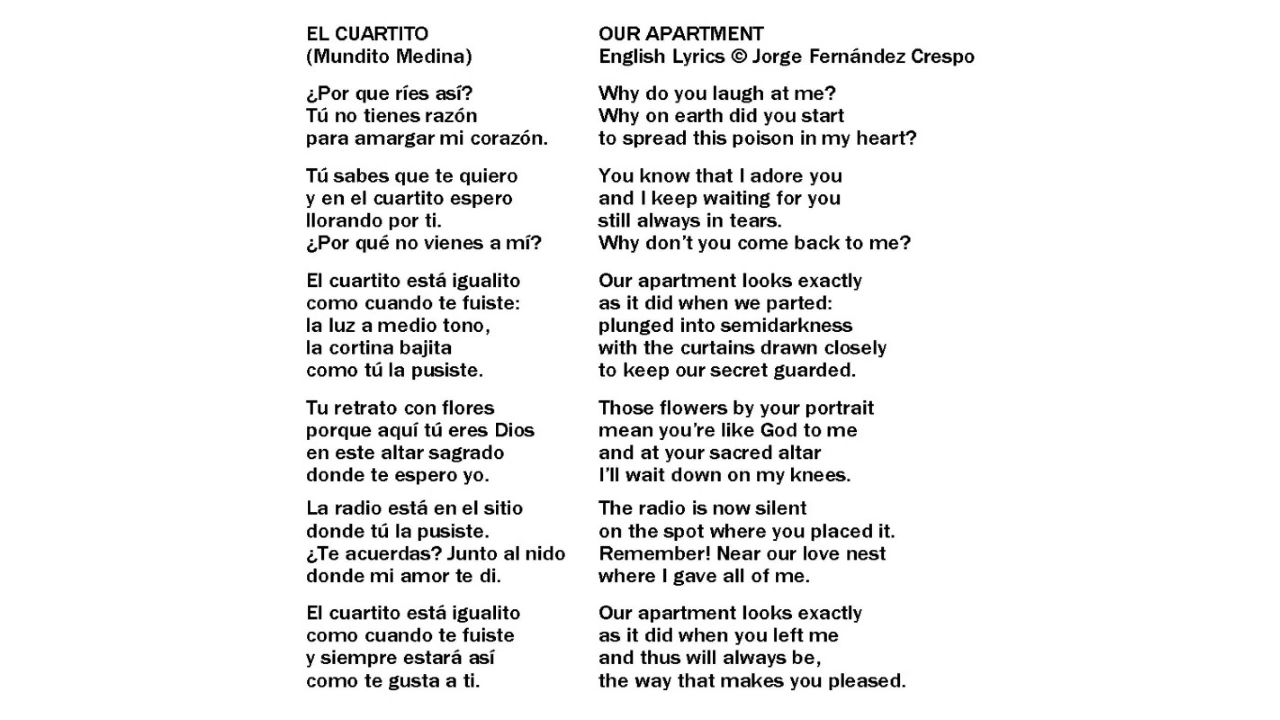 EL CUARTITO
(Mundito Medina)
¿Por que ríes así?
Tú no tienes razón
para amargar mi corazón.
Tú sabes que te quiero
y en el cuartito espero
llorando por ti.
¿Por qué no vienes a mí?
El cuartito está igualito
como cuando te fuiste:
la luz a medio tono,
la cortina bajita
como tú la pusiste.
Tu retrato con flores
porque aquí tú eres Dios
en este altar sagrado
donde te espero yo.
La radio está en el sitio
donde tú la pusiste.
¿Te acuerdas? Junto al nido
donde mi amor te di.
El cuartito está igualito
como cuando te fuiste
y siempre estará así
como te gusta a ti.
OUR APARTMENT
English Lyrics © Jorge Fernández Crespo
Why do you laugh at me?
Why on earth did you start
to spread this poison in my heart?
You know that I adore you
and I keep waiting for you
still always in tears.
Why don't you come back to me?
Our apartment looks exactly
as it did when we parted:
plunged into semidarkness
with the curtains drawn closely
to keep our secret guarded.
Those flowers by your portrait
mean you're like God to me
and at your sacred altar
I'll wait down on my knees.
The radio is now silent
on the spot where you placed it.
Remember! Near our love nest
where I gave all of me.
Our apartment looks exactly
as it did when you left me
and thus will always be,
the way that makes you pleased.